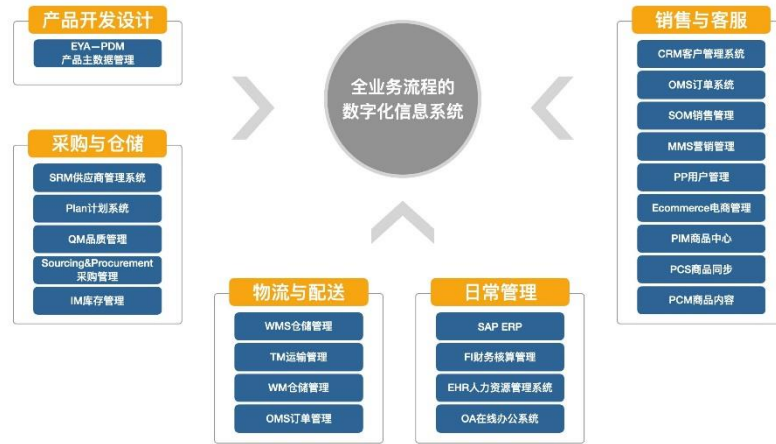 产品开发设计
EYA—PDM
产品主数据管理
采购与仓储
SRM供应商管理系统
Plan计划系统
QM品质管理
Sourcing&Procurement
采购管理
IM库存管理
全业务流程的
数字化信息系统
物流与配送
WMS仓储管理
TM运输管理
WM仓储管理
OMS订单管理
日常管理
SAP ERP
FI财务核算管理
EHR人力资源管理系统
OA在线办公系统
销售与客服
CRM客户管理系统
OMS订单系统
SOM销售管理
MMS营销管理
PP用户管理
Ecommerce电商管理
PIM商品中心
PCS商品同步
PCM商品内容